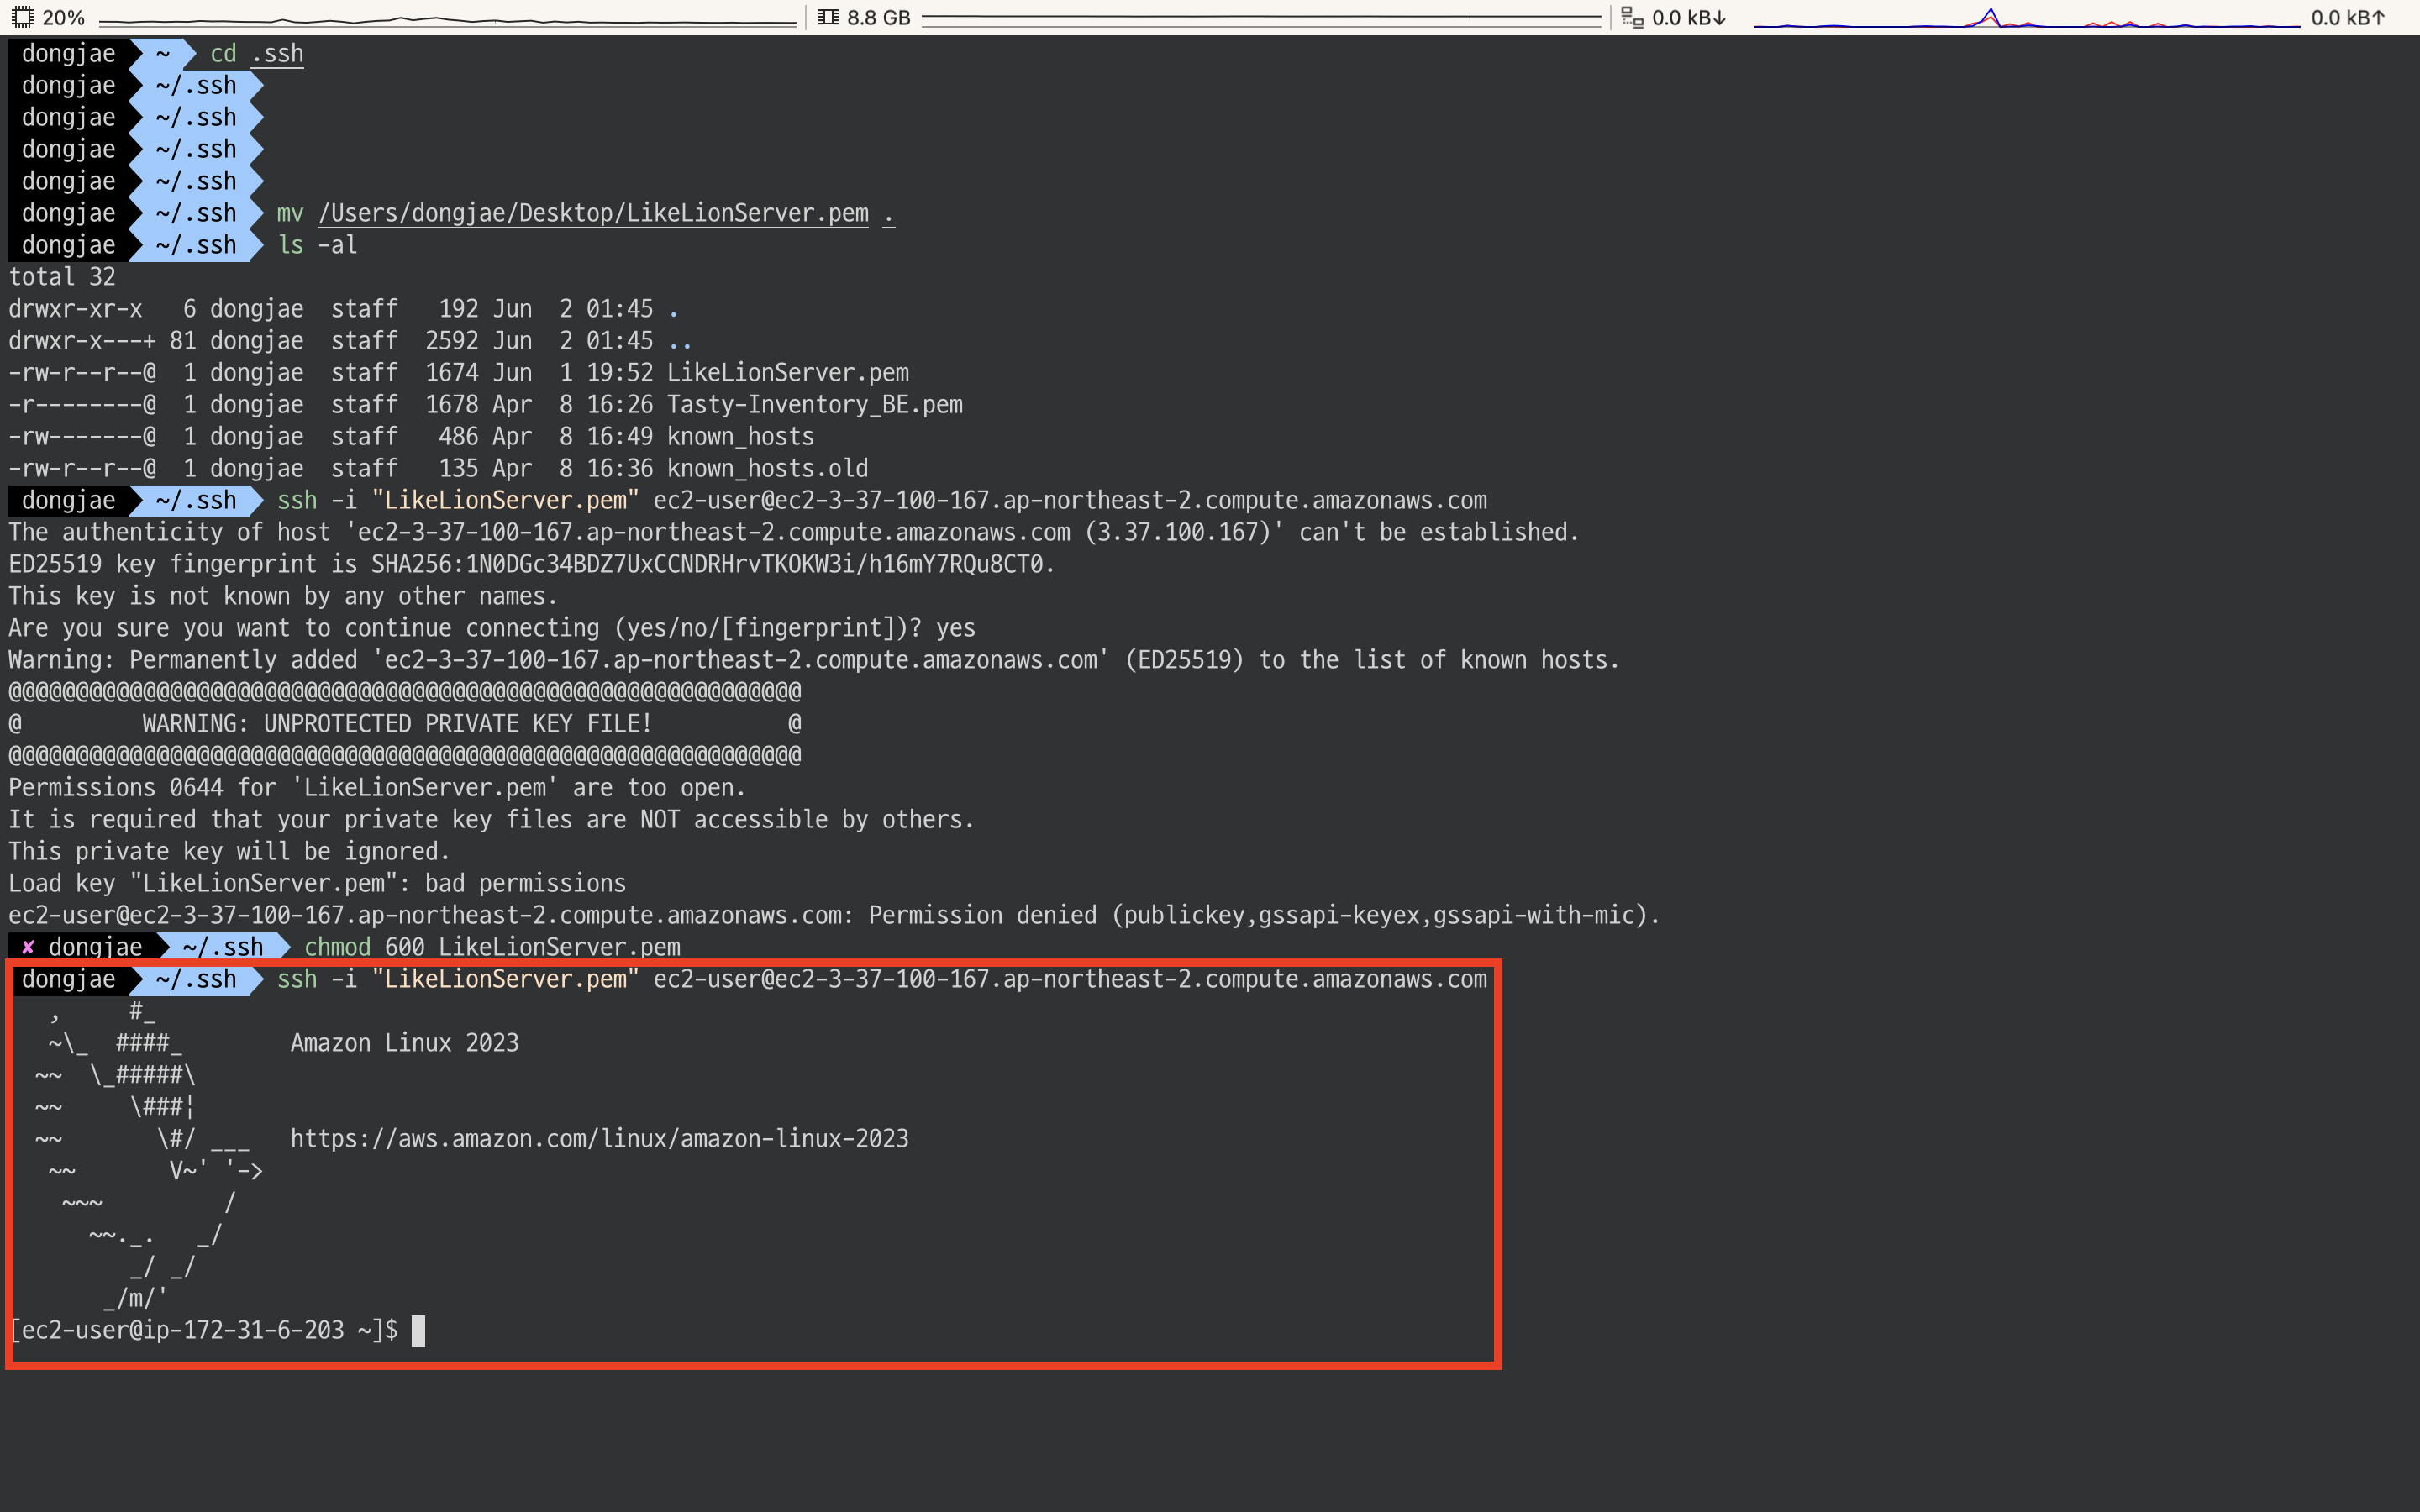 20% 8.8 GB 0.0 kB↓ 0.0 kB↑
dongjae ~ cd .ssh
dongjae ~/.ssh
dongjae ~/.ssh
dongjae ~/.ssh
dongjae ~/.ssh
dongjae ~/.ssh mv /Users/dongjae/Desktop/LikeLionServer.pem .
dongjae ~/.ssh ls -al
total 32
drwxr-xr-x   6 dongjae  staff   192 Jun  2 01:45 .
drwxr-x---+ 81 dongjae  staff  2592 Jun  2 01:45 ..
-rw-r--r--@  1 dongjae  staff  1674 Jun  1 19:52 LikeLionServer.pem
-r--------@  1 dongjae  staff  1678 Apr  8 16:26 Tasty-Inventory_BE.pem
-rw-------@  1 dongjae  staff   486 Apr  8 16:49 known_hosts
-rw-r--r--@  1 dongjae  staff   135 Apr  8 16:36 known_hosts.old
dongjae ~/.ssh ssh -i "LikeLionServer.pem" ec2-user@ec2-3-37-100-167.ap-northeast-2.compute.amazonaws.com
The authenticity of host 'ec2-3-37-100-167.ap-northeast-2.compute.amazonaws.com (3.37.100.167)' can't be established.
ED25519 key fingerprint is SHA256:1N0DGc34BDZ7UxCCNDRHrvTKOKW3i/h16mY7RQu8CT0.
This key is not known by any other names.
Are you sure you want to continue connecting (yes/no/[fingerprint])? yes
Warning: Permanently added 'ec2-3-37-100-167.ap-northeast-2.compute.amazonaws.com' (ED25519) to the list of known hosts.
@@@@@@@@@@@@@@@@@@@@@@@@@@@@@@@@@@@@@@@@@@@@@@@@@@@@@@@@@@@
@         WARNING: UNPROTECTED PRIVATE KEY FILE!          @
@@@@@@@@@@@@@@@@@@@@@@@@@@@@@@@@@@@@@@@@@@@@@@@@@@@@@@@@@@@
Permissions 0644 for 'LikeLionServer.pem' are too open.
It is required that your private key files are NOT accessible by others.
This private key will be ignored.
Load key "LikeLionServer.pem": bad permissions
ec2-user@ec2-3-37-100-167.ap-northeast-2.compute.amazonaws.com: Permission denied (publickey,gssapi-keyex,gssapi-with-mic).
✘ dongjae ~/.ssh chmod 600 LikeLionServer.pem
dongjae ~/.ssh ssh -i "LikeLionServer.pem" ec2-user@ec2-3-37-100-167.ap-northeast-2.compute.amazonaws.com
   ,     #_
   ~\_  ####_        Amazon Linux 2023
  ~~  \_#####\
  ~~     \###|
  ~~       \#/ ___   https://aws.amazon.com/linux/amazon-linux-2023
   ~~       V~' '->
    ~~~         /
      ~~._.   _/
         _/ _/
       _/m/'
[ec2-user@ip-172-31-6-203 ~]$